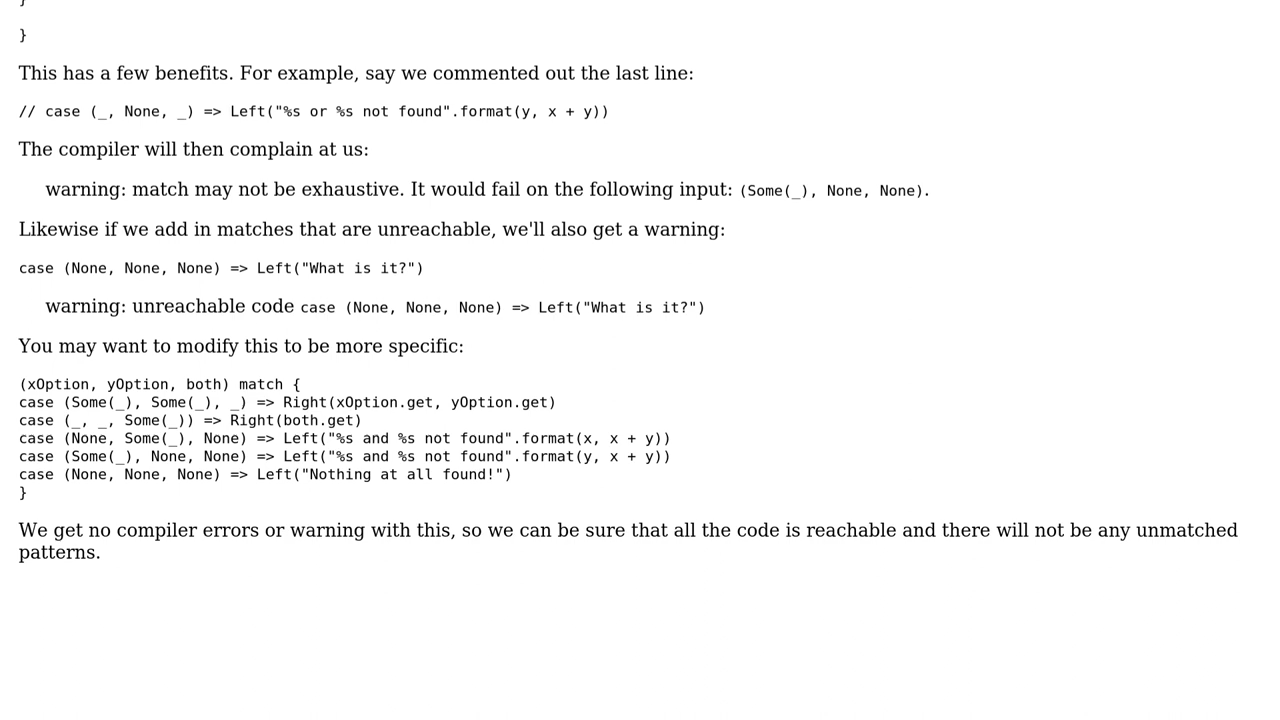 }
}
This has a few benefits. For example, say we commented out the last line:
// case (_, None, _) => Left("%s or %s not found".format(y, x + y))
The compiler will then complain at us:
warning: match may not be exhaustive. It would fail on the following input: (Some(_), None, None).
Likewise if we add in matches that are unreachable, we'll also get a warning:
case (None, None, None) => Left("What is it?")
warning: unreachable code case (None, None, None) => Left("What is it?")
You may want to modify this to be more specific:
(xOption, yOption, both) match {
case (Some(_), Some(_), _) => Right(xOption.get, yOption.get)
case (_, _, Some(_)) => Right(both.get)
case (None, Some(_), None) => Left("%s and %s not found".format(x, x + y))
case (Some(_), None, None) => Left("%s and %s not found".format(y, x + y))
case (None, None, None) => Left("Nothing at all found!")
}
We get no compiler errors or warning with this, so we can be sure that all the code is reachable and there will not be any unmatched
patterns.